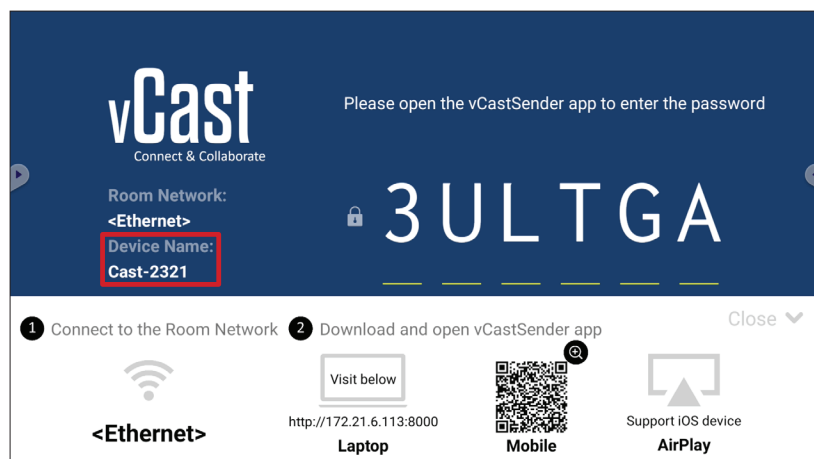 vCast
Connect & Collaborate
Please open the vCastSender app to enter the password
Room Network:
<Ethernet>
Device Name:
Cast-2321
3ULTGA
1 Connect to the Room Network
2 Download and open vCastSender app
Close
<Ethernet>
Visit below
http://172.21.6.113:8000
Laptop
Mobile
Support iOS device
AirPlay